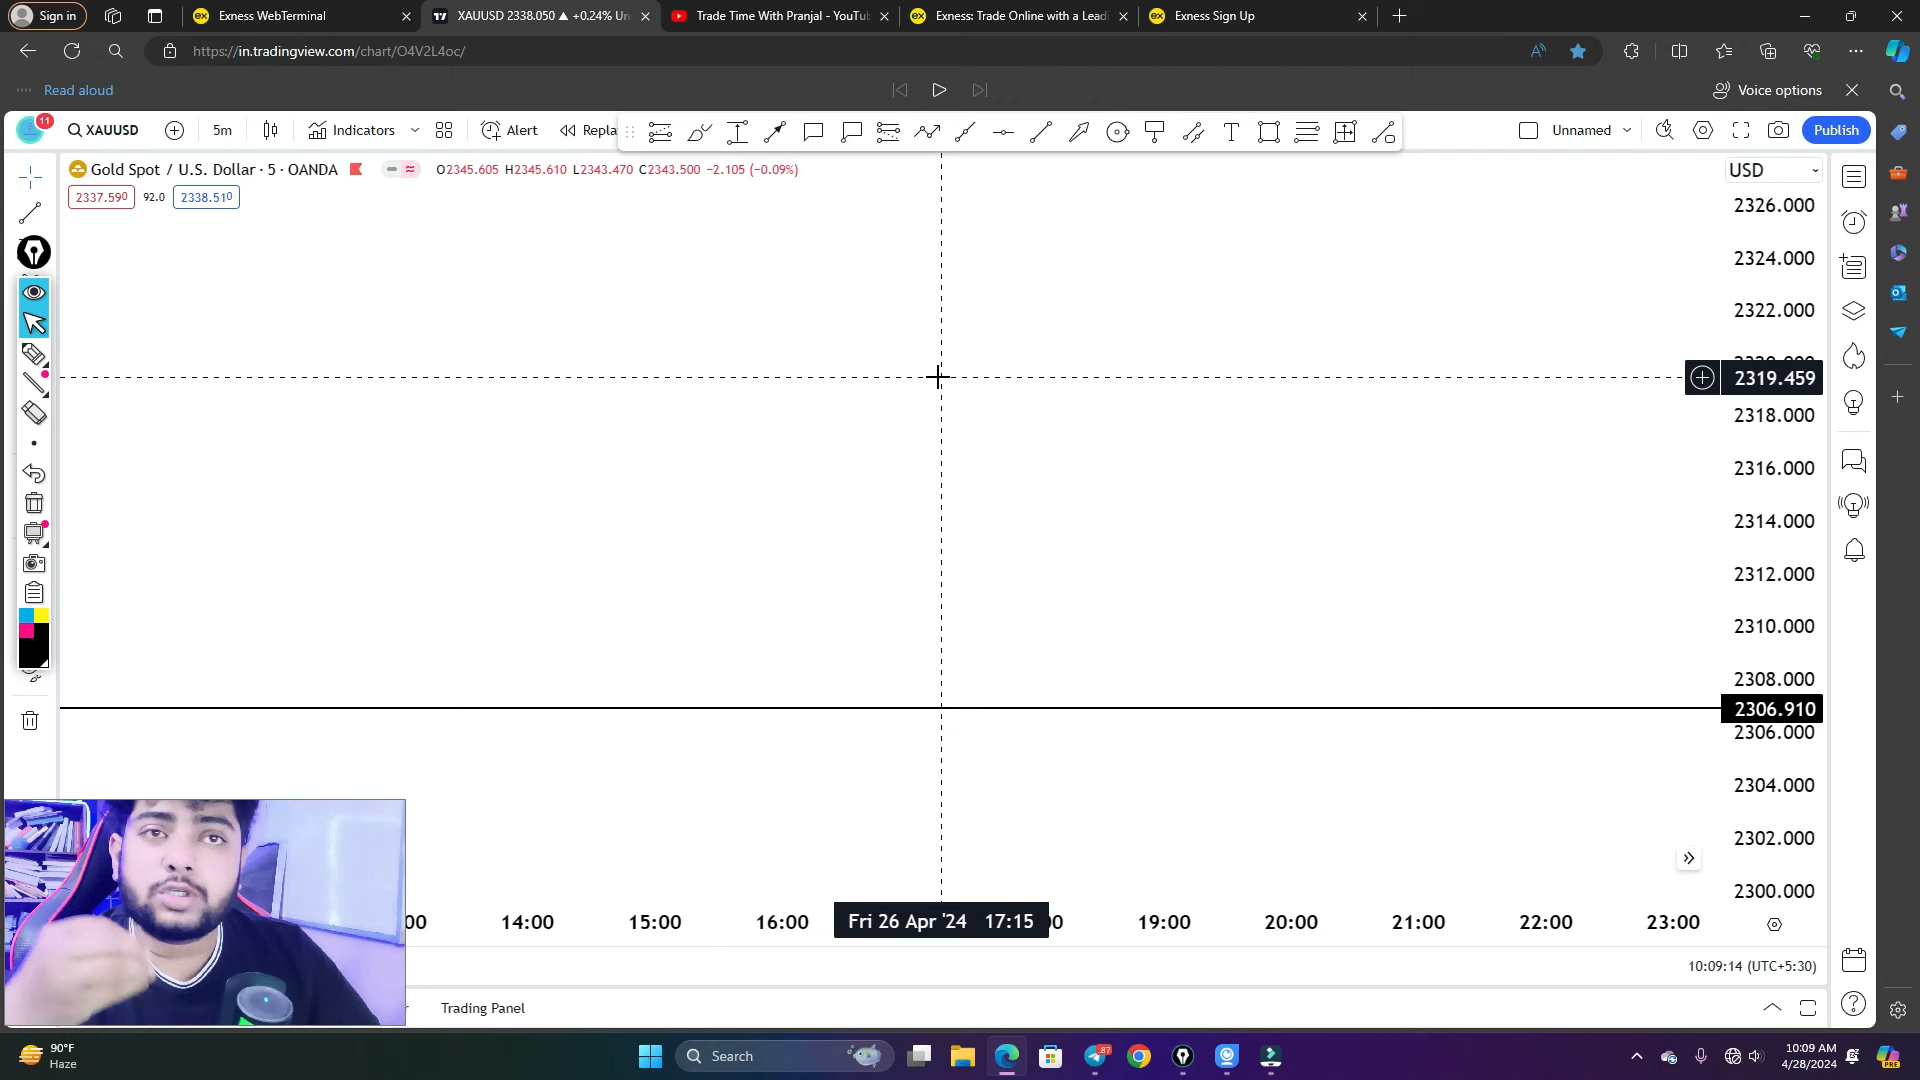 Sign in
Exness WebTerminal
XAUUSD 2338.050 ▲ +0.24% Un
Trade Time With Pranjal - YouTu
Exness: Trade Online with a Leadi
Exness Sign Up
https://in.tradingview.com/chart/O4V2L4oc/
Read aloud
Voice options
11
XAUUSD
5m
Indicators
Alert
Repla
Unnamed
Publish
Gold Spot / U.S. Dollar · 5 · OANDA
O2345.605 H2345.610 L2343.470 C2343.500 −2.105 (−0.09%)
USD
2337.590
92.0
2338.510
2326.000
2324.000
2322.000
2319.459
2318.000
2316.000
2314.000
2312.000
2310.000
2308.000
2306.910
2306.000
2304.000
2302.000
2300.000
00
14:00
15:00
16:00
Fri 26 Apr '24 17:15
00
19:00
20:00
21:00
22:00
23:00
10:09:14 (UTC+5:30)
Trading Panel
90°F
Haze
Search
87
10:09 AM
4/28/2024
PRE